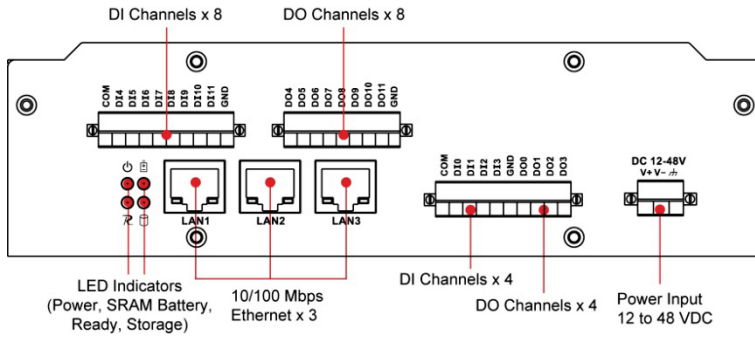 DI Channels x 8
DO Channels x 8
COM
DI4
DI5
DI6
DI7
DI8
DI9
DI10
DI11
GND
DO4
DO5
DO6
DO7
DO8
DO9
DO10
DO11
GND
COM
DI0
DI1
DI2
DI3
GND
DO0
DO1
DO2
DO3
DC 12-48V
V+ V-
LAN1
LAN2
LAN3
LED Indicators
(Power, SRAM Battery,
Ready, Storage)
10/100 Mbps
Ethernet x 3
DI Channels x 4
DO Channels x 4
Power Input
12 to 48 VDC